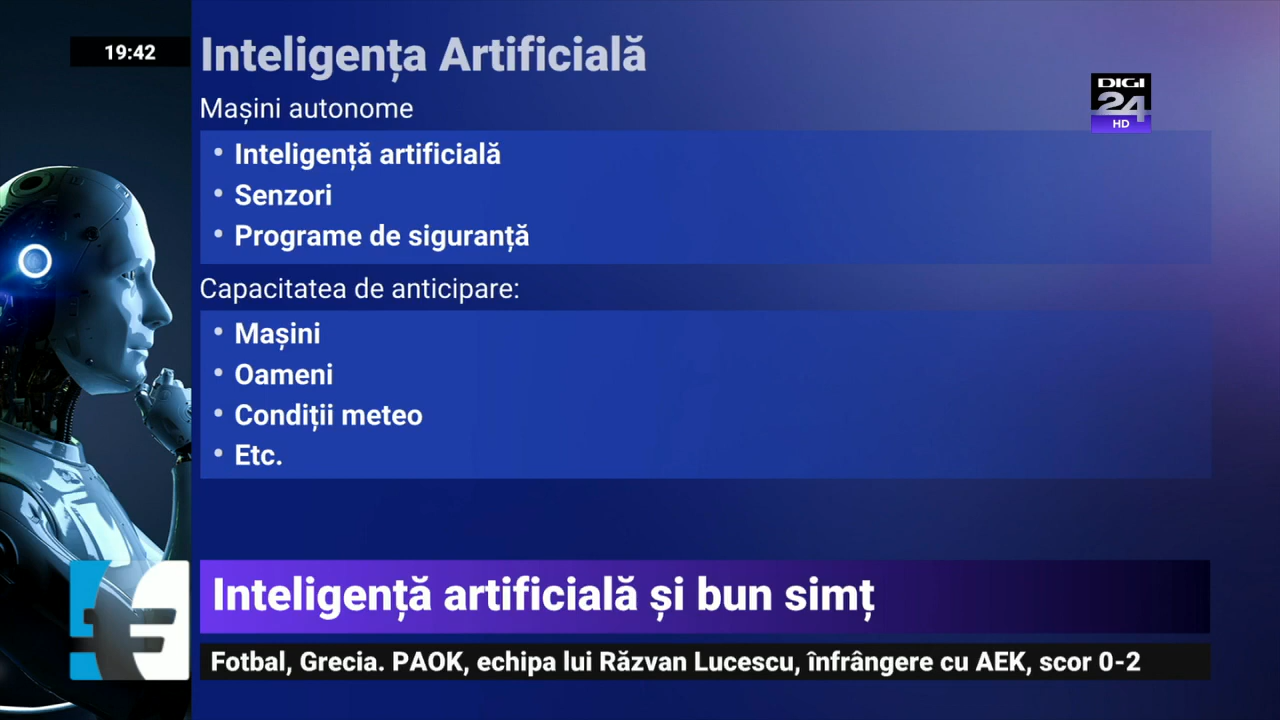 19:42
Inteligența Artificială
Mașini autonome
DIGI
24
HD
• Inteligență artificială
• Senzori
• Programe de siguranță
Capacitatea de anticipare:
• Mașini
• Oameni
• Condiții meteo
• Etc.
Inteligență artificială și bun simț
Fotbal, Grecia. PAOK, echipa lui Răzvan Lucescu, înfrângere cu AEK, scor 0-2